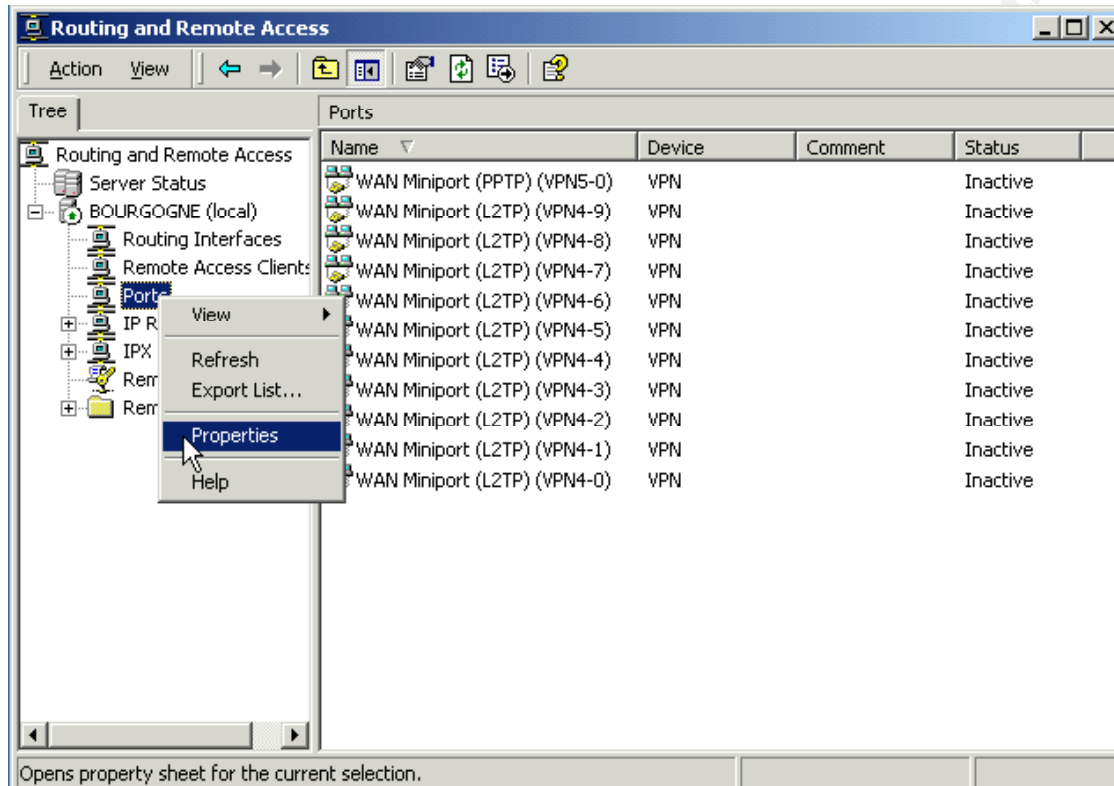 Routing and Remote Access
Action View
Tree
Ports
Name Device Comment Status
Routing and Remote Access
Server Status
BOURGOGNE (local)
Routing Interfaces
Remote Access Clients
Ports
IP R
IPX
Rem
Rem
View
Refresh
Export List...
Properties
Help
WAN Miniport (PPTP) (VPN5-0) VPN Inactive
WAN Miniport (L2TP) (VPN4-9) VPN Inactive
WAN Miniport (L2TP) (VPN4-8) VPN Inactive
WAN Miniport (L2TP) (VPN4-7) VPN Inactive
WAN Miniport (L2TP) (VPN4-6) VPN Inactive
WAN Miniport (L2TP) (VPN4-5) VPN Inactive
WAN Miniport (L2TP) (VPN4-4) VPN Inactive
WAN Miniport (L2TP) (VPN4-3) VPN Inactive
WAN Miniport (L2TP) (VPN4-2) VPN Inactive
WAN Miniport (L2TP) (VPN4-1) VPN Inactive
WAN Miniport (L2TP) (VPN4-0) VPN Inactive
Opens property sheet for the current selection.